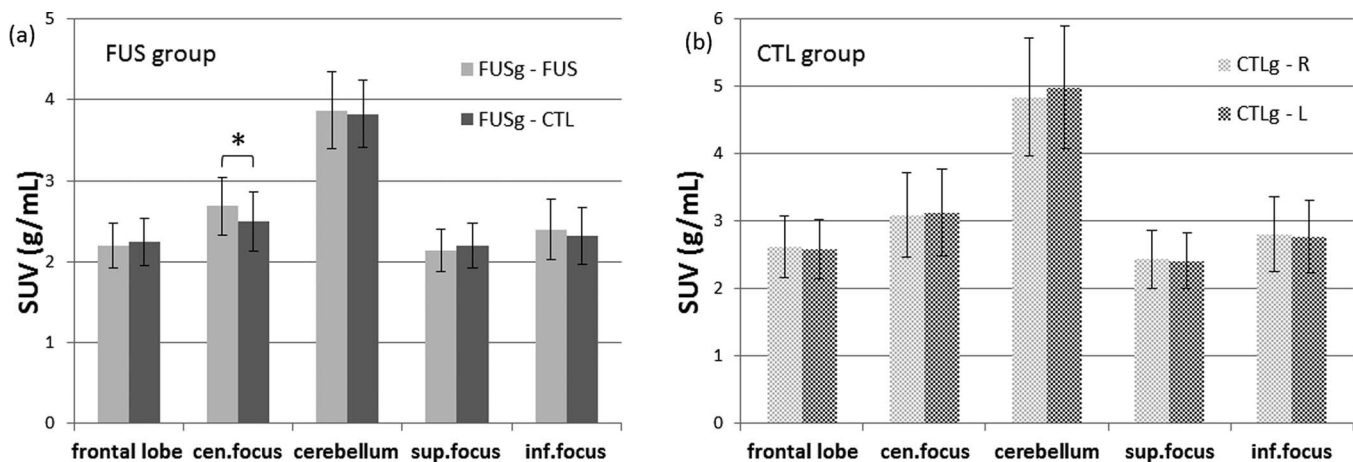 (a)
FUS group
FUSg - FUS
FUSg - CTL
*
SUV (g/mL)
5
4
3
2
1
0
frontal lobe cen.focus cerebellum sup.focus inf.focus
(b)
CTL group
CTLg - R
CTLg - L
SUV (g/mL)
6
5
4
3
2
1
0
frontal lobe cen.focus cerebellum sup.focus inf.focus